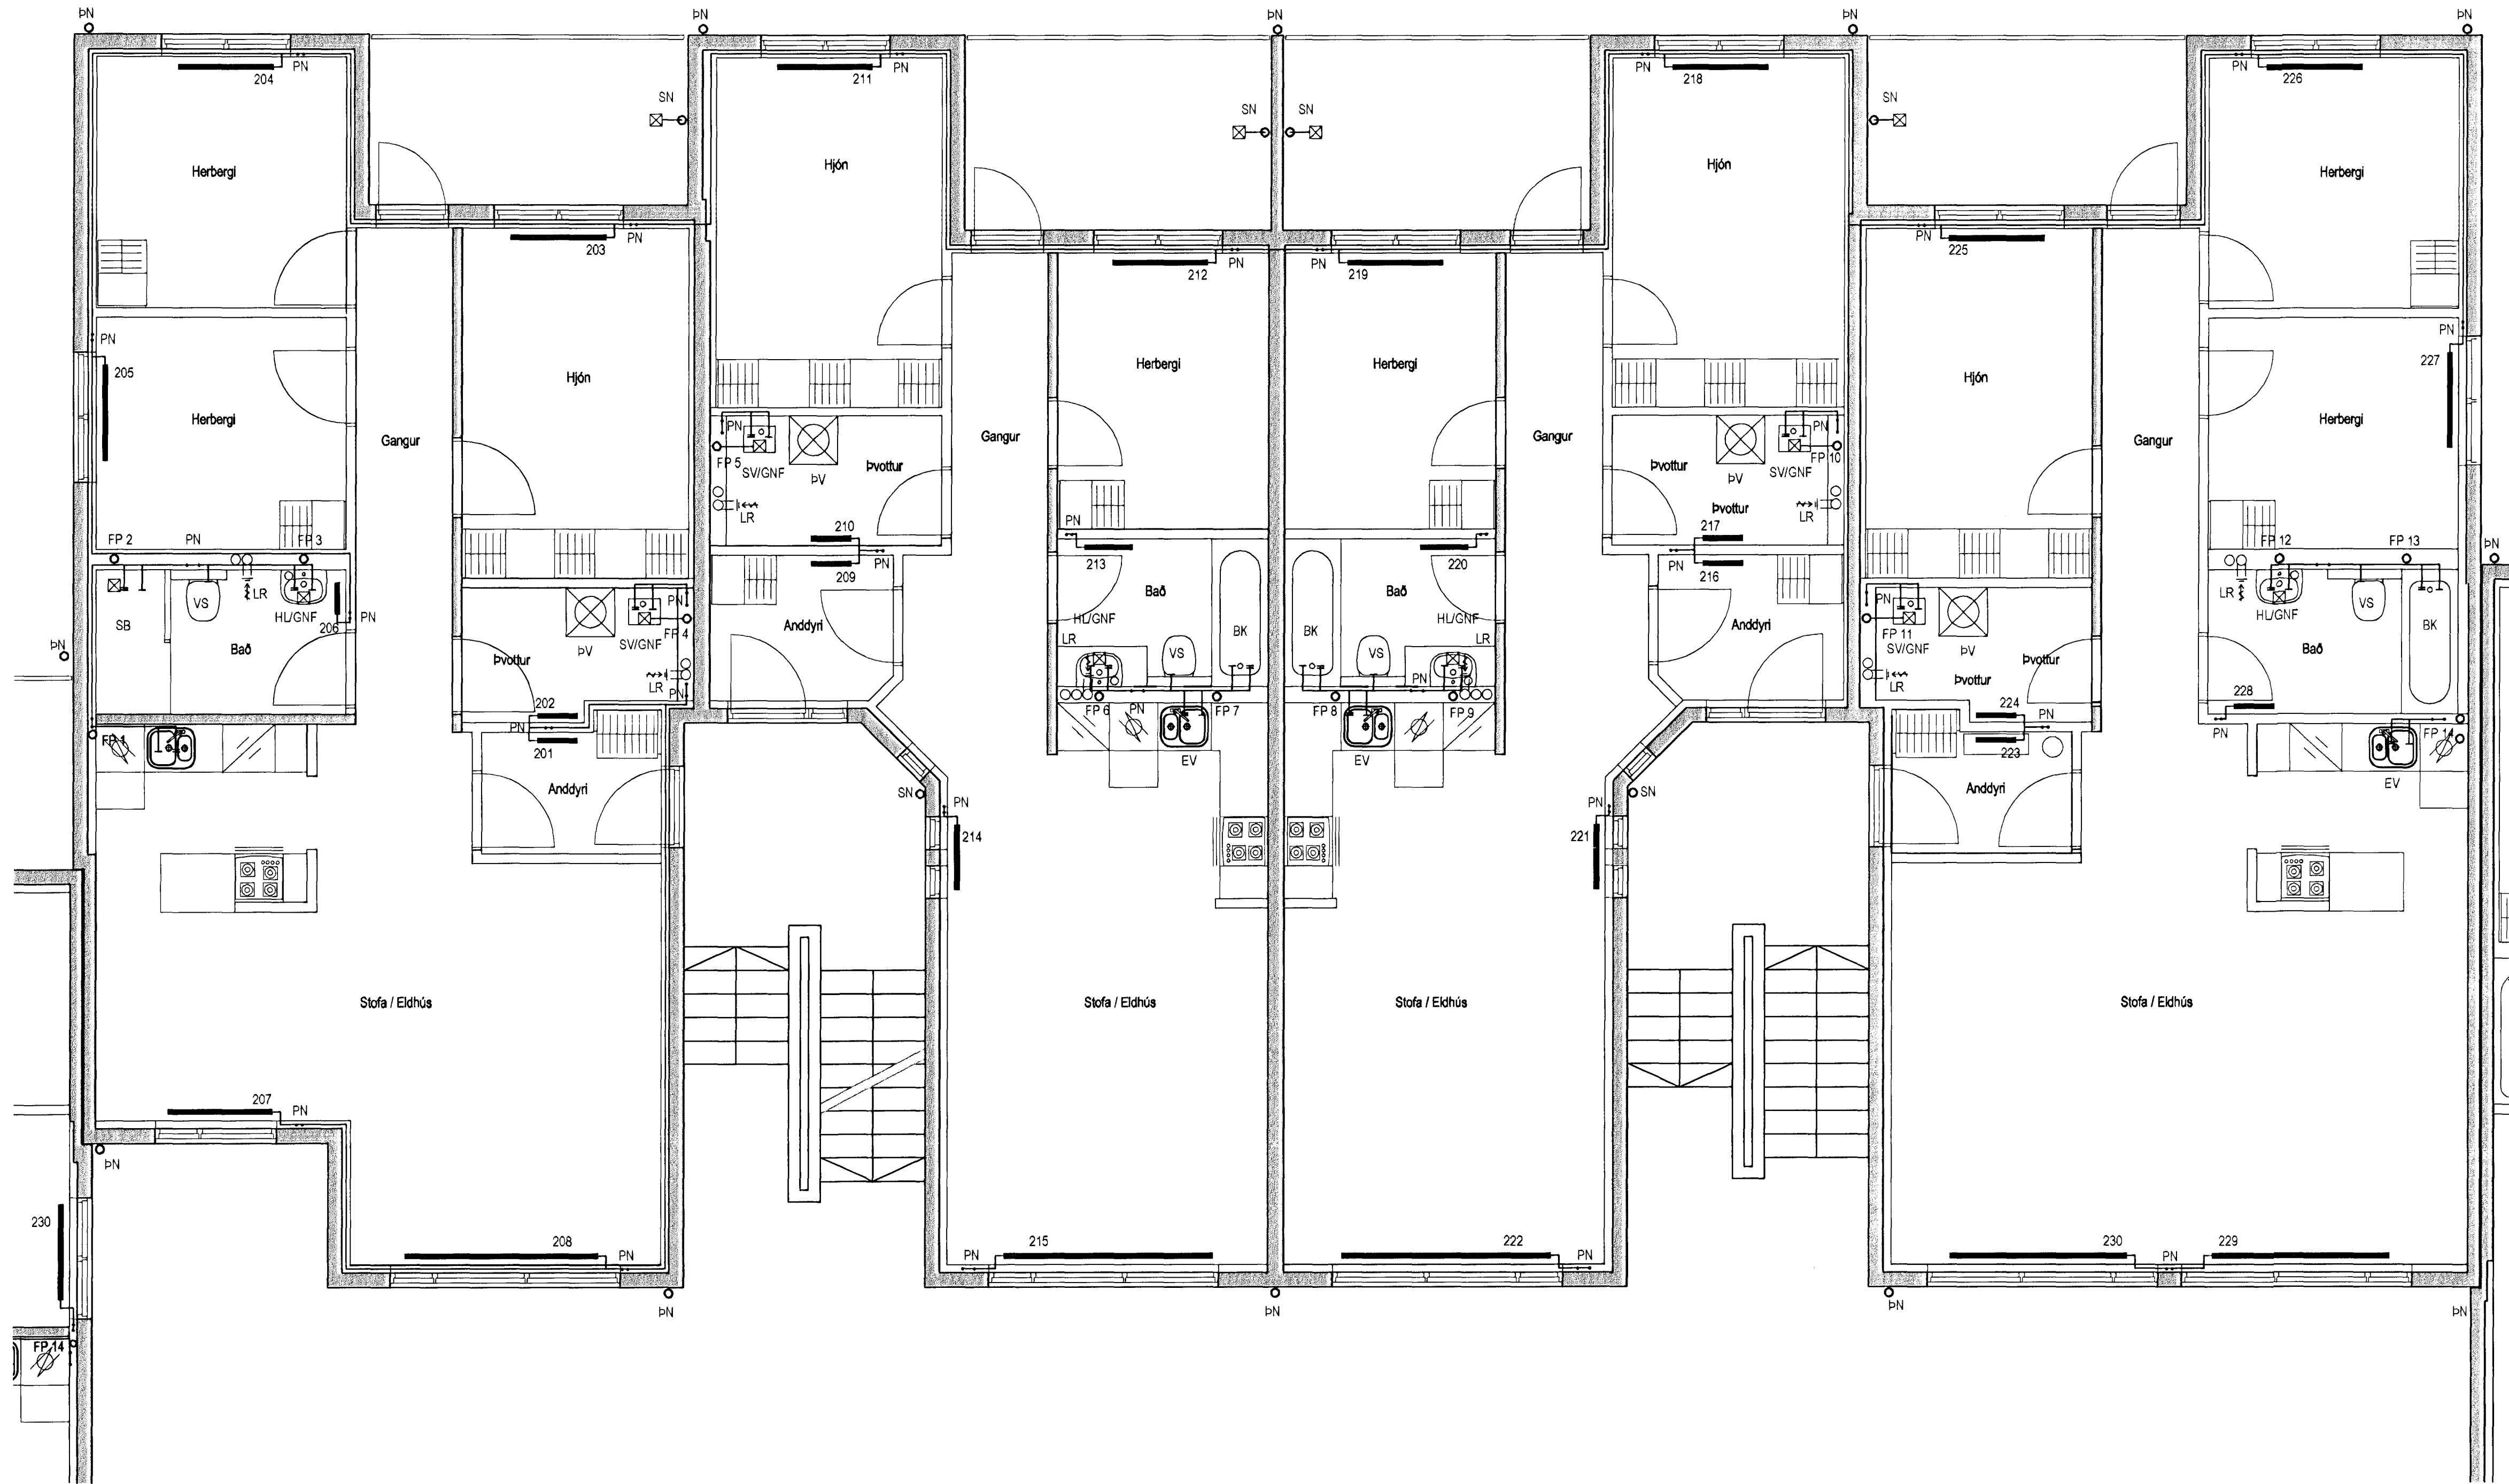 ÞN ÞN ÞN ÞN ÞN
204 PN 211 PN PN 218 PN 226
SN SN SN SN
Herbergi Hjón Hjón Herbergi
203 PN PN 225
212 PN PN 219
PN PN
205 227
Herbergi Gangur Hjón Herbergi Herbergi Hjón Gangur Herbergi
Gangur Gangur
PN FP 5 SV/GNF ÞV Þvottur Þvottur ÞV SV/GNF PN FP 10
LR Þvottur LR
210 PN 217
FP 2 PN FP 3 FP 12 FP 13 ÞN
209 PN PN 216
213 220
SB VS LR HL/GNF 206 PN
Bað
PN FP 4 SV/GNF ÞV Þvottur LR PN
Anddyri
HL/GNF LR Bað VS BK
BK VS Bað HL/GNF LR
Anddyri
PN FP 11 SV/GNF ÞV Þvottur LR Þvottur
LR HL/GNF VS BK
Bað
ÞN
FP 6 PN FP 7 FP 8 PN FP 9
202 PN 201
224 PN 223
228 PN
FP 1 FP 14
EV EV EV
Anddyri Anddyri
SN PN PN SN
214 221
Stofa / Eldhús Stofa / Eldhús Stofa / Eldhús Stofa / Eldhús
207 PN
ÞN
230
208 PN PN 215 222 PN 230 PN 229
ÞN ÞN ÞN ÞN
FP 14